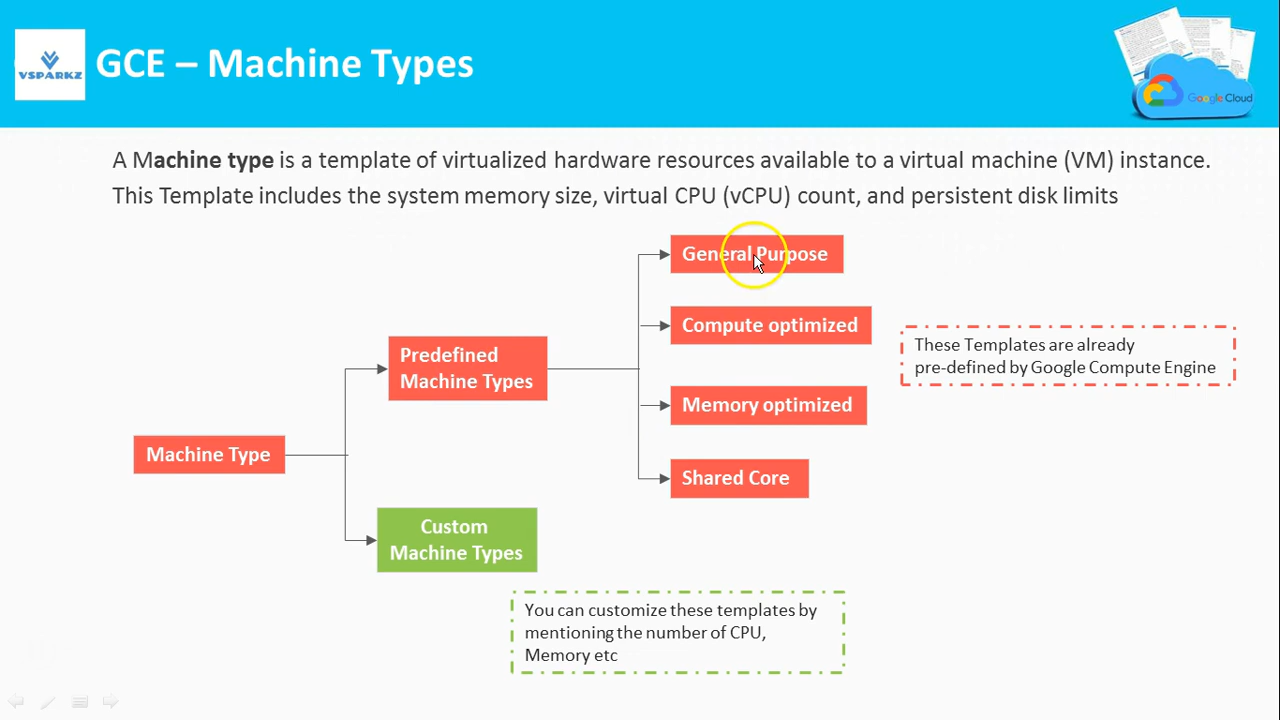 VSPARKZ
GCE – Machine Types
Google Cloud
A Machine type is a template of virtualized hardware resources available to a virtual machine (VM) instance.
This Template includes the system memory size, virtual CPU (vCPU) count, and persistent disk limits
General Purpose
Compute optimized
These Templates are already
pre-defined by Google Compute Engine
Predefined
Machine Types
Memory optimized
Machine Type
Shared Core
Custom
Machine Types
You can customize these templates by
mentioning the number of CPU,
Memory etc